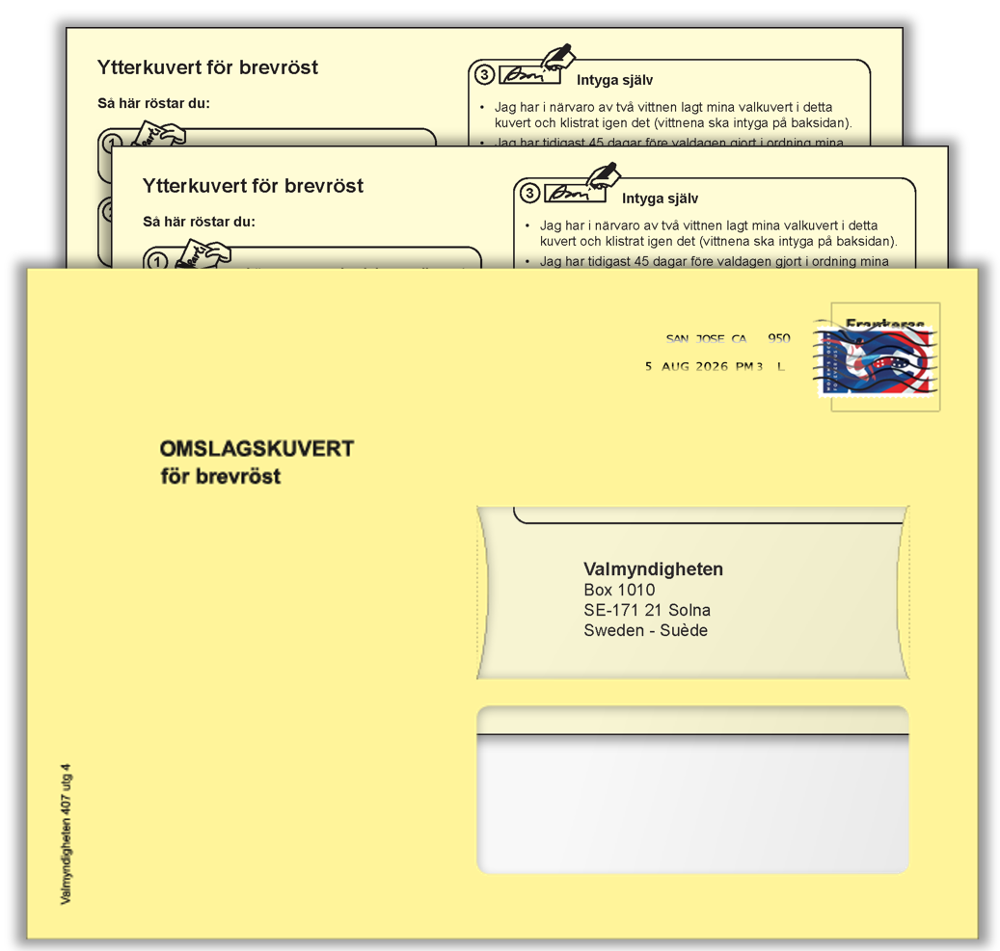 Ytterkuvert för brevröst
Så här röstar du:
1
2
3
Intyga själv
• Jag har i närvaro av två vittnen lagt mina valkuvert i detta
kuvert och klistrat igen det (vittnena ska intyga på baksidan).
• Jag har tidigast 45 dagar före valdagen gjort i ordning mina
Ytterkuvert för brevröst
Så här röstar du:
1
3
Intyga själv
• Jag har i närvaro av två vittnen lagt mina valkuvert i detta
kuvert och klistrat igen det (vittnena ska intyga på baksidan).
• Jag har tidigast 45 dagar före valdagen gjort i ordning mina
SAN JOSE CA 950
5 AUG 2026 PM 3 L
Frankeras
OMSLAGSKUVERT
för brevröst
Valmyndigheten
Box 1010
SE-171 21 Solna
Sweden - Suède
Valmyndigheten 407 utg 4